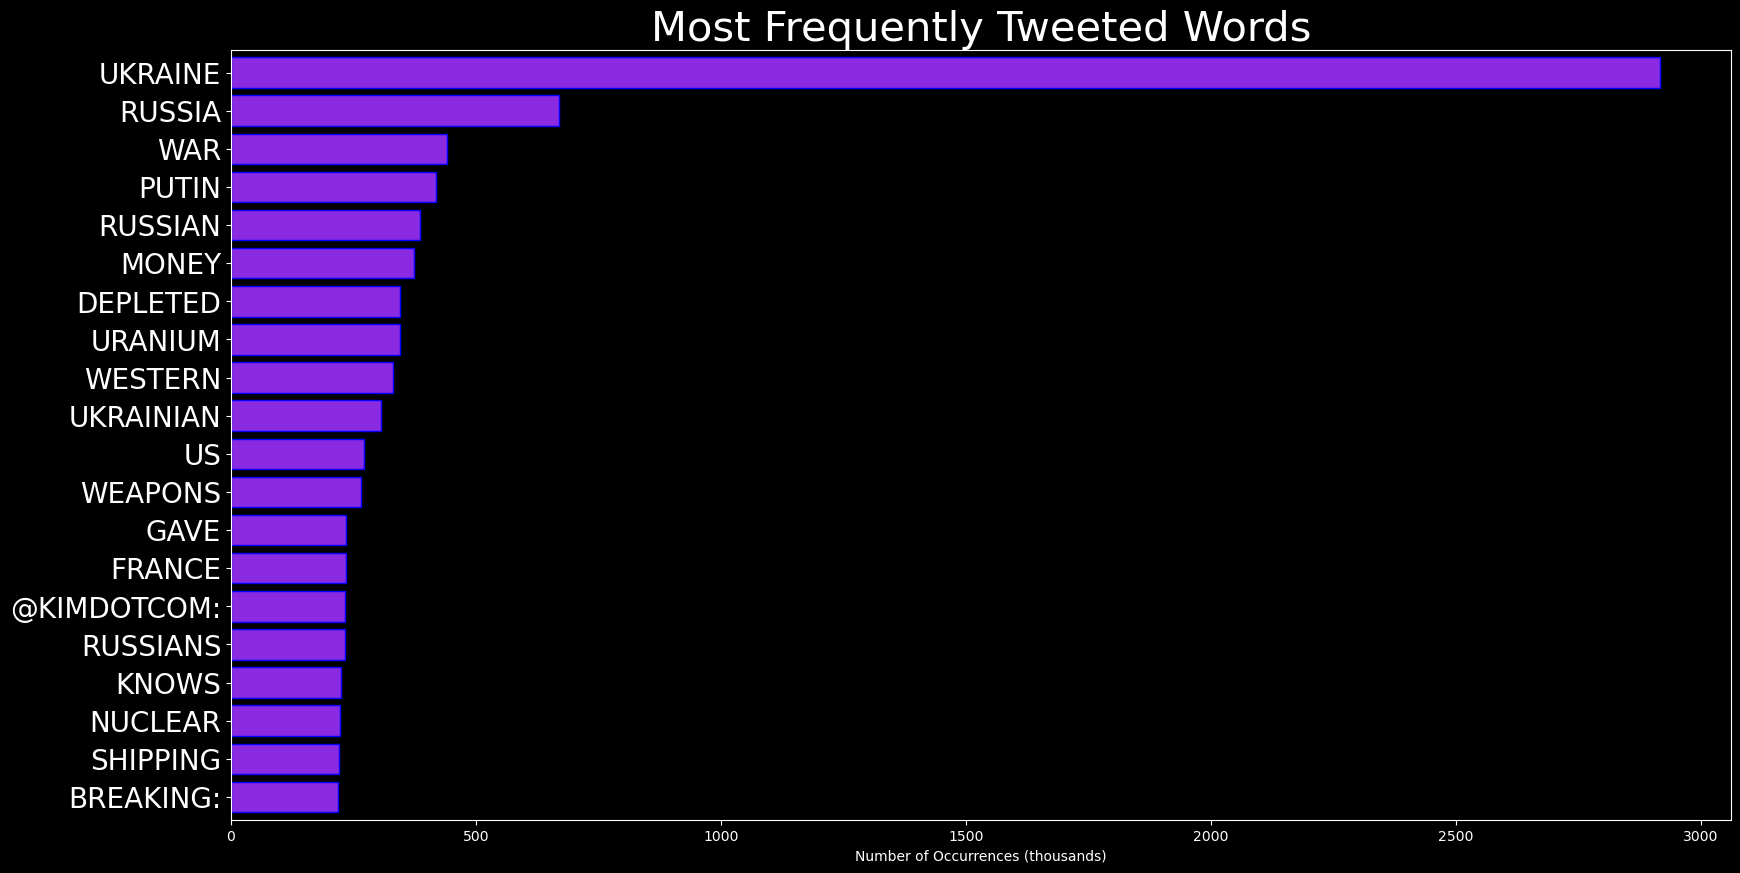 Most Frequently Tweeted Words
UKRAINE
RUSSIA
WAR
PUTIN
RUSSIAN
MONEY
DEPLETED
URANIUM
WESTERN
UKRAINIAN
US
WEAPONS
GAVE
FRANCE
@KIMDOTCOM:
RUSSIANS
KNOWS
NUCLEAR
SHIPPING
BREAKING:
0 500 1000 1500 2000 2500 3000
Number of Occurrences (thousands)